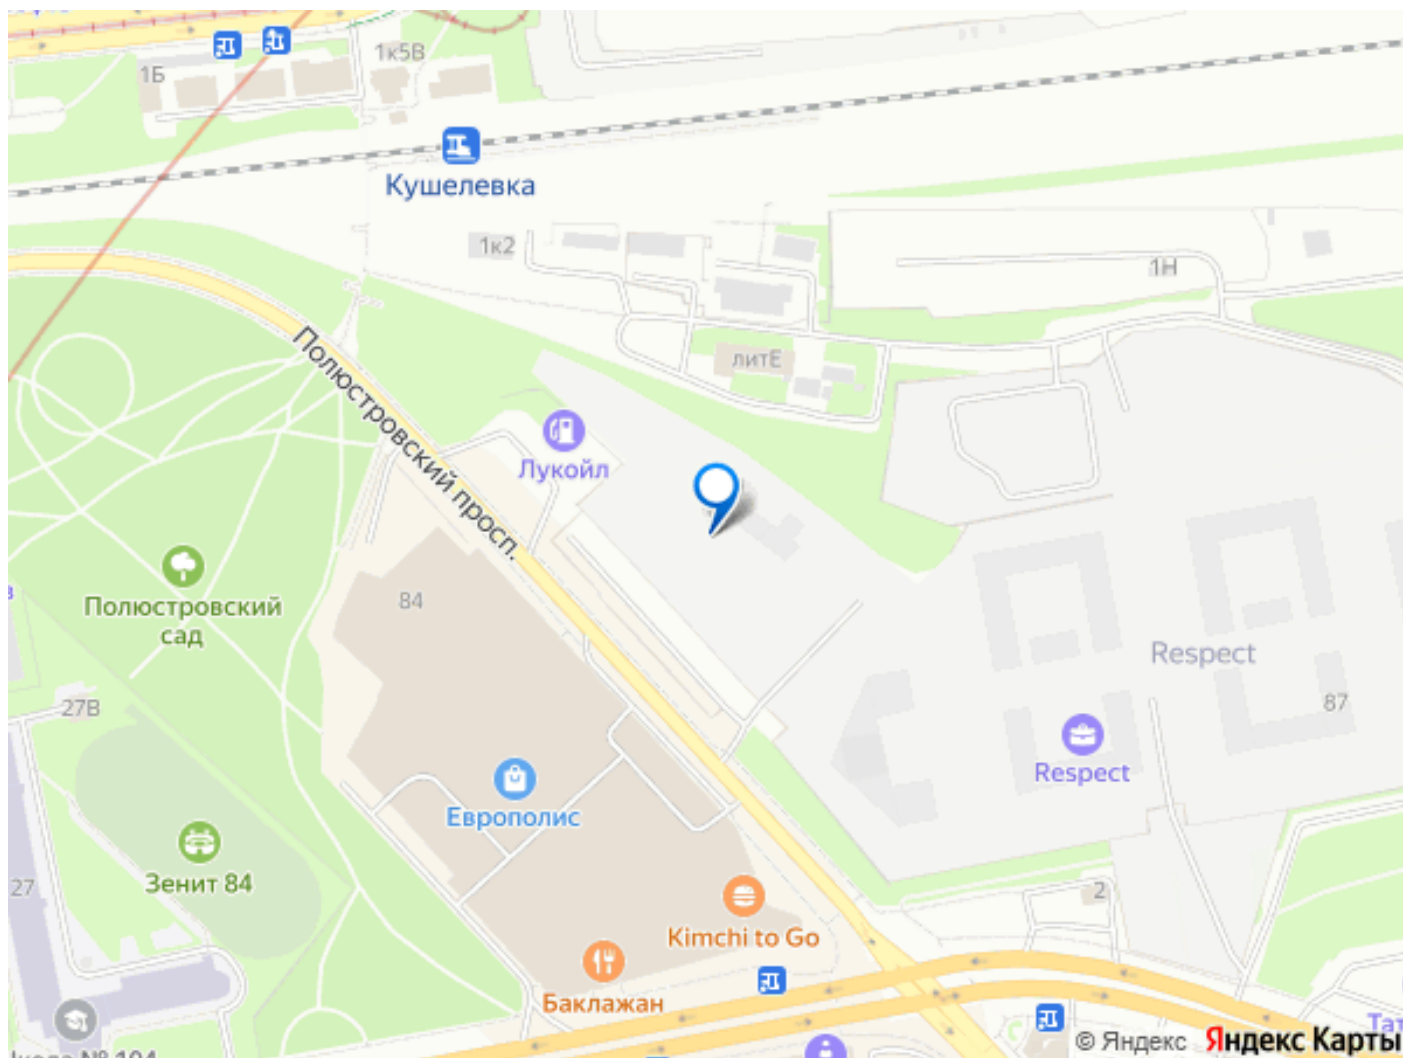 1к5В
1Б
Кушелевка
1к2
1Н
литЕ
Полюстровский просп.
Лукойл
Полюстровский
сад
84
Respect
27В
87
Respect
Европолис
Зенит 84
27
2
Kimchi to Go
Баклажан
© Яндекс Яндекс Карты